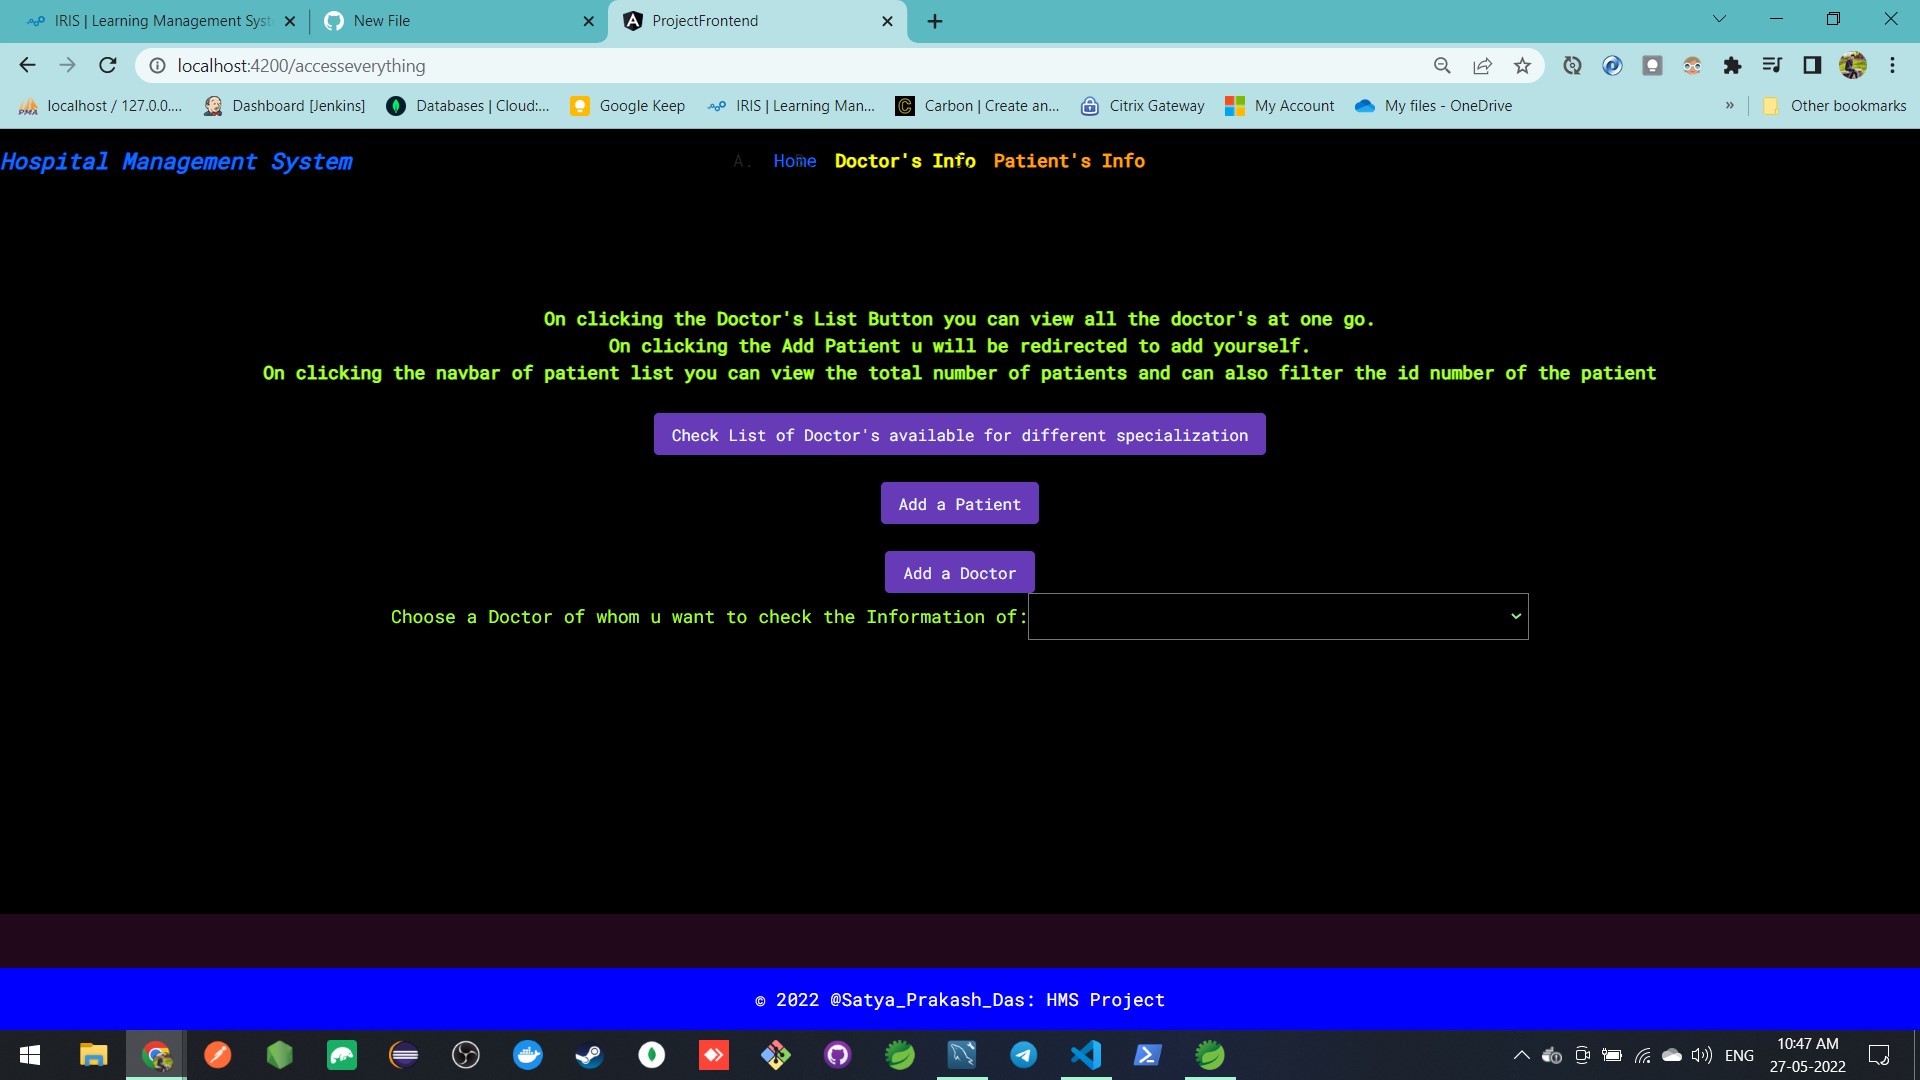 IRIS | Learning Management Syst
New File
ProjectFrontend
localhost:4200/accesseverything
localhost / 127.0.0....
Dashboard [Jenkins]
Databases | Cloud:...
Google Keep
IRIS | Learning Man...
Carbon | Create an...
Citrix Gateway
My Account
My files - OneDrive
»
Other bookmarks
Hospital Management System
A.
Home
Doctor's Info
Patient's Info
On clicking the Doctor's List Button you can view all the doctor's at one go.
On clicking the Add Patient u will be redirected to add yourself.
On clicking the navbar of patient list you can view the total number of patients and can also filter the id number of the patient
Check List of Doctor's available for different specialization
Add a Patient
Add a Doctor
Choose a Doctor of whom u want to check the Information of:
© 2022 @Satya_Prakash_Das: HMS Project
ENG
10:47 AM
27-05-2022